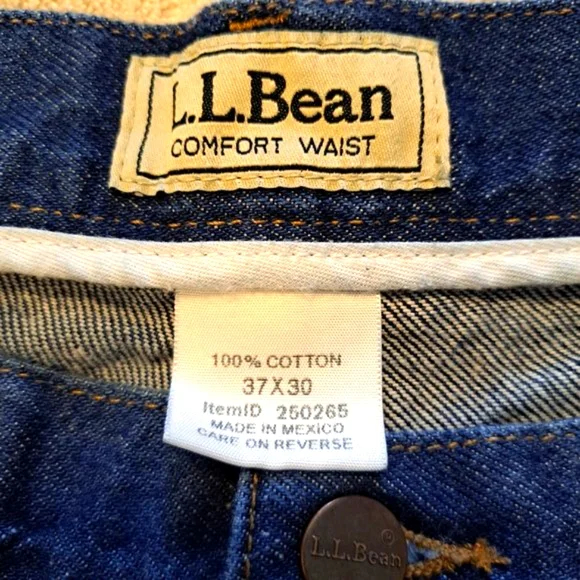 L.L.Bean
COMFORT WAIST
100% COTTON
37X30
ItemID 250265
MADE IN MEXICO
CARE ON REVERSE
L.L.Bean®